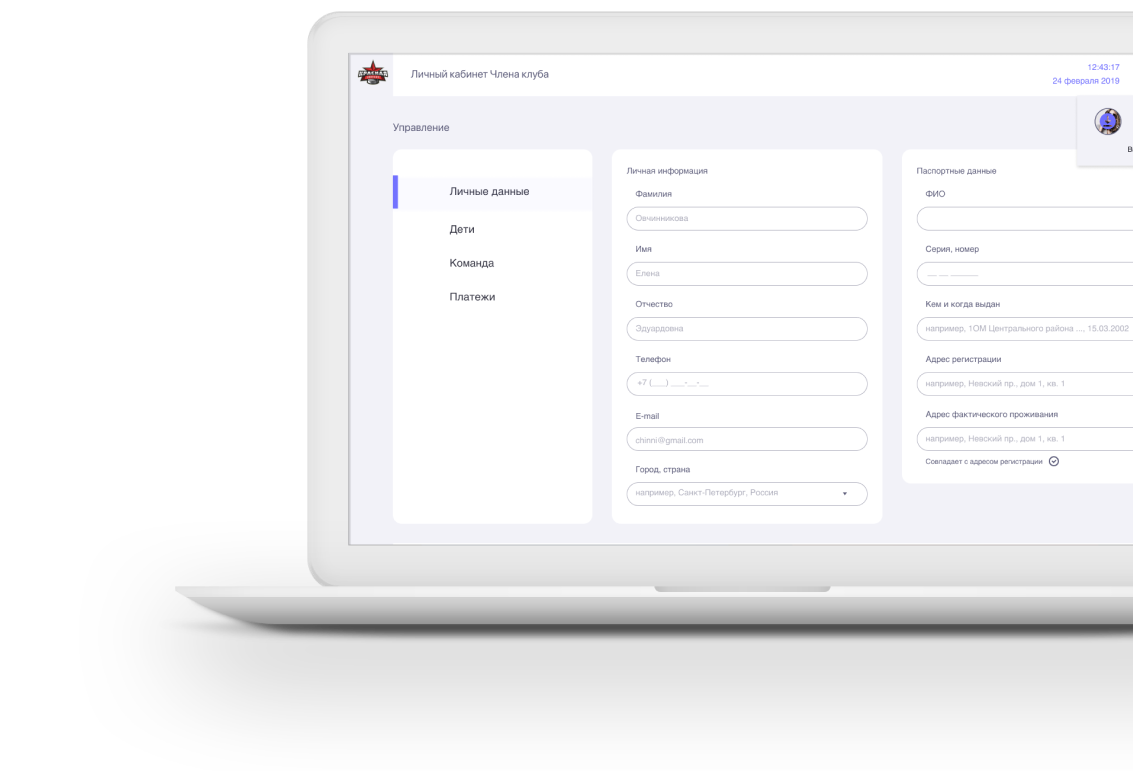 КРАСНАЯ
Личный кабинет Члена клуба
12:43:17
24 февраля 2019
Управление
В
Личные данные
Дети
Команда
Платежи
Личная информация
Фамилия
Овчинникова
Имя
Елена
Отчество
Эдуардовна
Телефон
+7 (___) ___-__-__
E-mail
chinni@gmail.com
Город, страна
например, Санкт-Петербург, Россия
Паспортные данные
ФИО
Серия, номер
__ __ ______
Кем и когда выдан
например, 1ОМ Центрального района ..., 15.03.2002
Адрес регистрации
например, Невский пр., дом 1, кв. 1
Адрес фактического проживания
например, Невский пр., дом 1, кв. 1
Совпадает с адресом регистрации